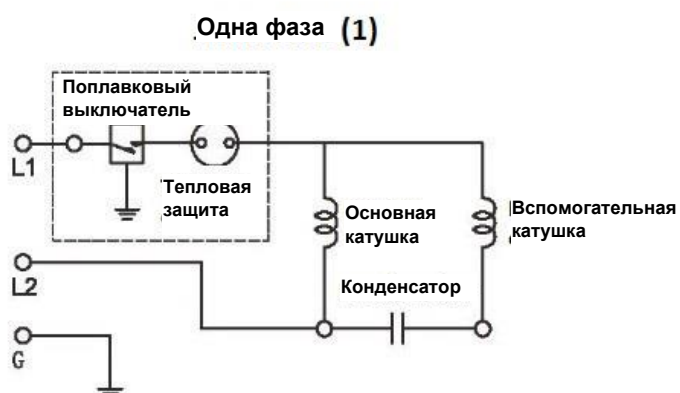 Одна фаза (1)
Поплавковый
выключатель
L1
Тепловая
защита
Основная
катушка
Вспомогательная
катушка
L2
Конденсатор
G